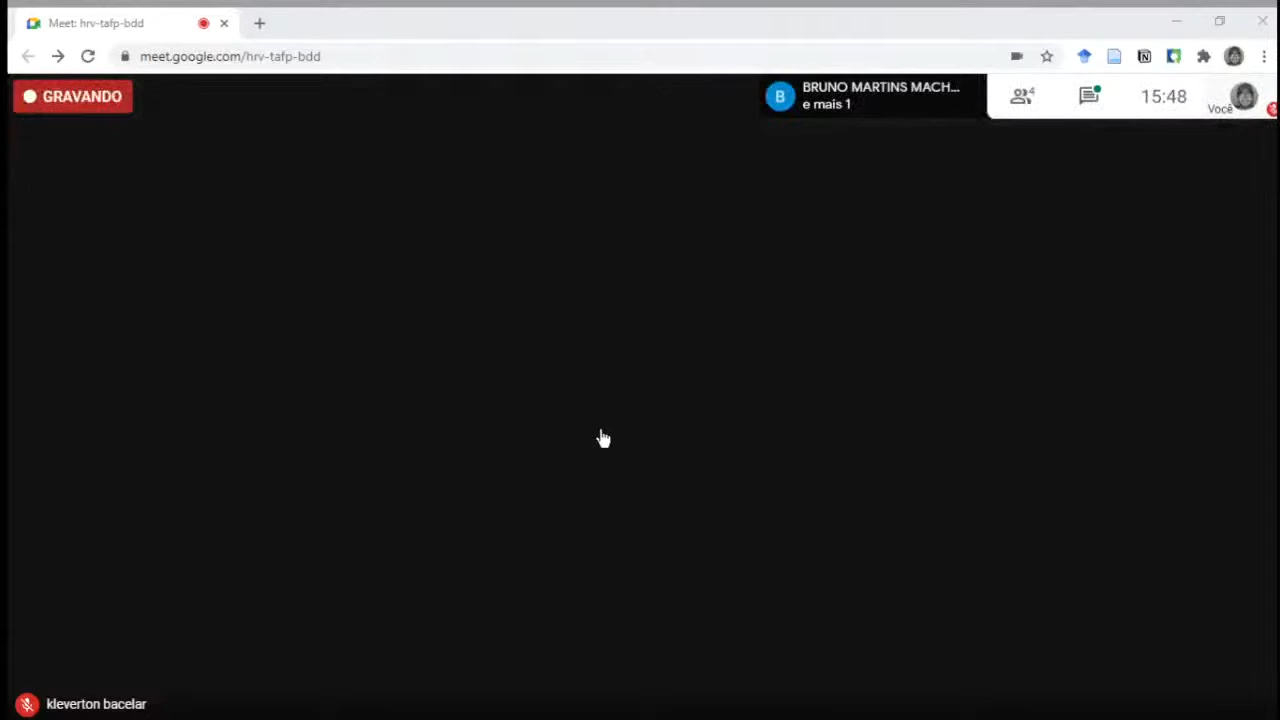 Meet: hrv-tafp-bdd
meet.google.com/hrv-tafp-bdd
GRAVANDO
B
BRUNO MARTINS MACH...
e mais 1
4
15:48
Você
kleverton bacelar